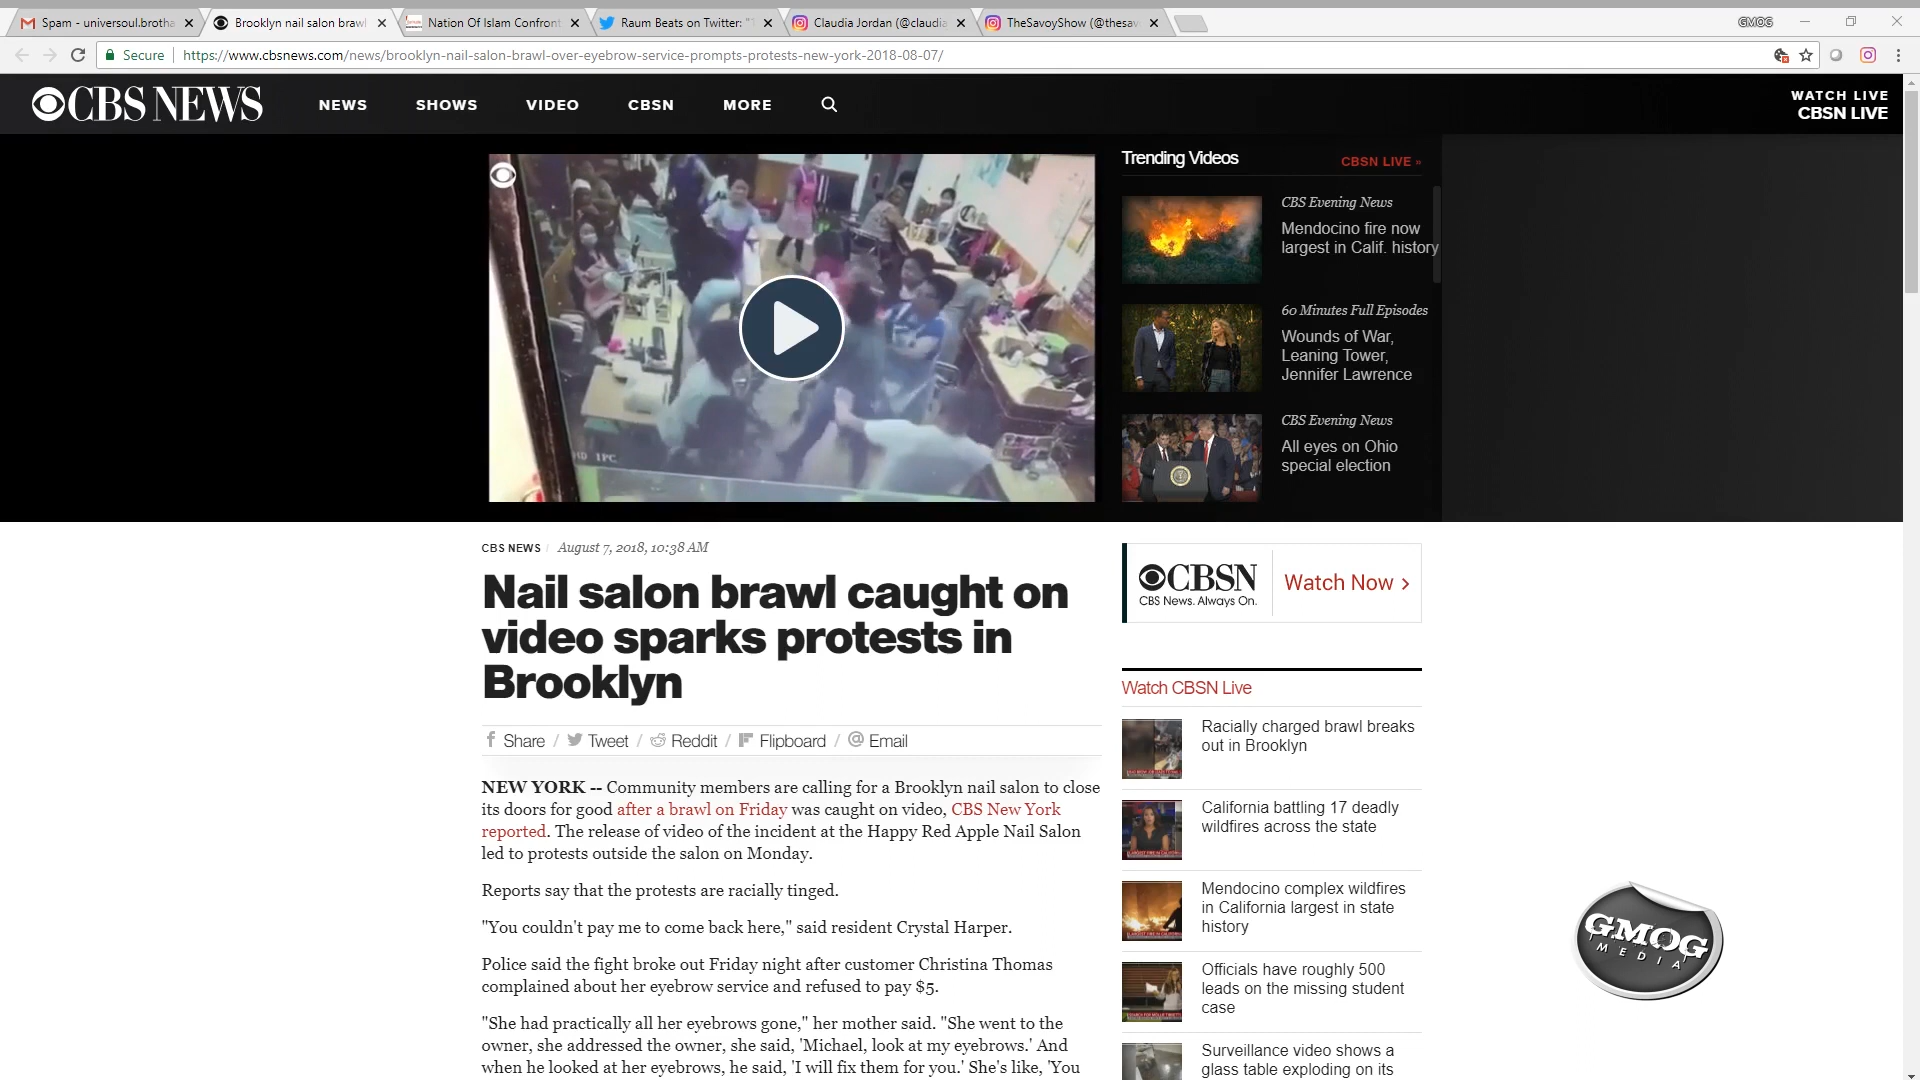 Spam - universoul.brotha
Brooklyn nail salon brawl
Nation Of Islam Confront
Raum Beats on Twitter: "
Claudia Jordan (@claudia
TheSavoyShow (@thesav
GMOG
Secure
https://www.cbsnews.com/news/brooklyn-nail-salon-brawl-over-eyebrow-service-prompts-protests-new-york-2018-08-07/
CBS NEWS
NEWS
SHOWS
VIDEO
CBSN
MORE
WATCH LIVE
CBSN LIVE
HD IPC
Trending Videos
CBSN LIVE »
CBS Evening News
Mendocino fire now
largest in Calif. history
60 Minutes Full Episodes
Wounds of War,
Leaning Tower,
Jennifer Lawrence
CBS Evening News
All eyes on Ohio
special election
CBS NEWS / August 7, 2018, 10:38 AM
Nail salon brawl caught on
video sparks protests in
Brooklyn
Share / Tweet / Reddit / Flipboard / Email
NEW YORK -- Community members are calling for a Brooklyn nail salon to close
its doors for good after a brawl on Friday was caught on video, CBS New York
reported. The release of video of the incident at the Happy Red Apple Nail Salon
led to protests outside the salon on Monday.
Reports say that the protests are racially tinged.
"You couldn't pay me to come back here," said resident Crystal Harper.
Police said the fight broke out Friday night after customer Christina Thomas
complained about her eyebrow service and refused to pay $5.
"She had practically all her eyebrows gone," her mother said. "She went to the
owner, she addressed the owner, she said, 'Michael, look at my eyebrows.' And
when he looked at her eyebrows, he said, 'I will fix them for you.' She's like, 'You
CBSN
CBS News. Always On.
Watch Now >
Watch CBSN Live
Racially charged brawl breaks
out in Brooklyn
California battling 17 deadly
wildfires across the state
Mendocino complex wildfires
in California largest in state
history
Officials have roughly 500
leads on the missing student
case
Surveillance video shows a
glass table exploding on its
GMOG
MEDIA